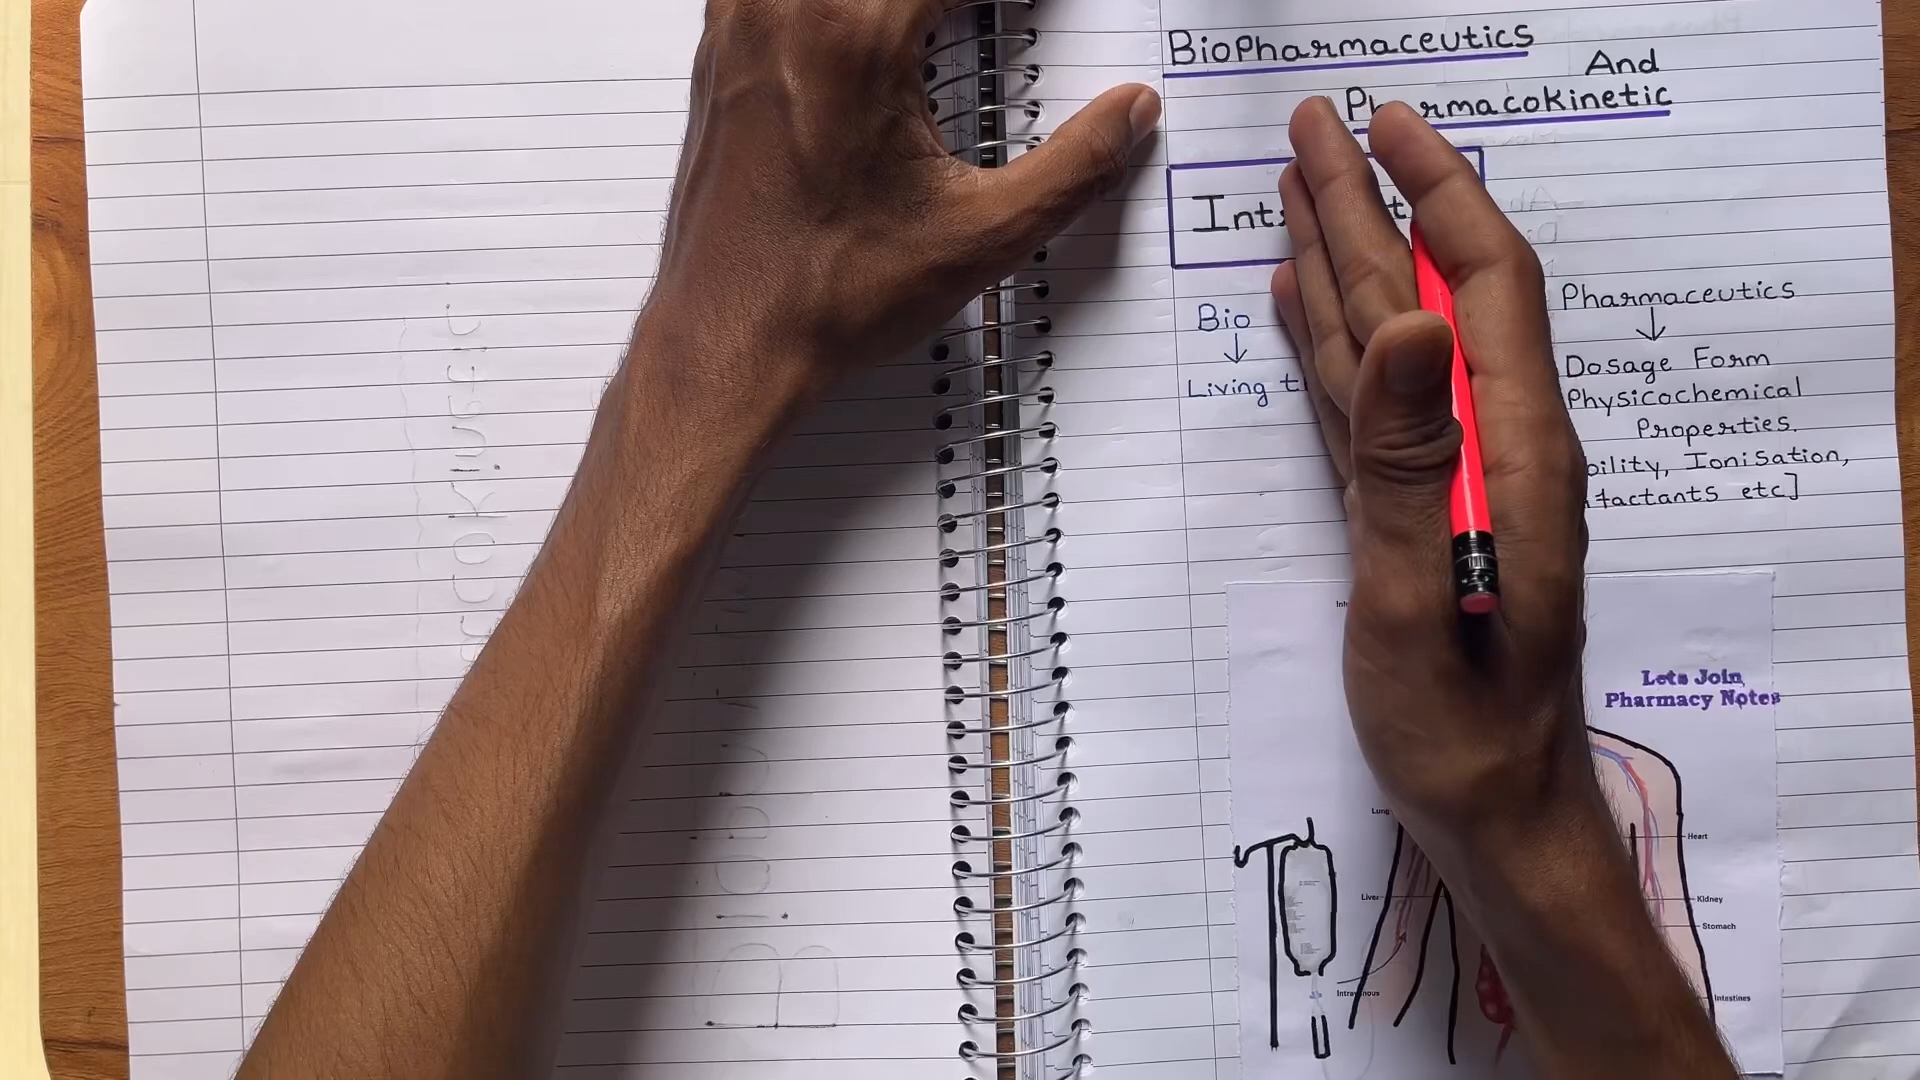 BioPharmaceutics
And
Pharmacokinetic
Bio
Living
Pharmaceutics
Dosage Form
Physicochemical
Properties.
Ionisation,
etc]
Lets Join
Pharmacy Notes
Lung
Heart
Liver
Kidney
Stomach
Intravenous
Intestines